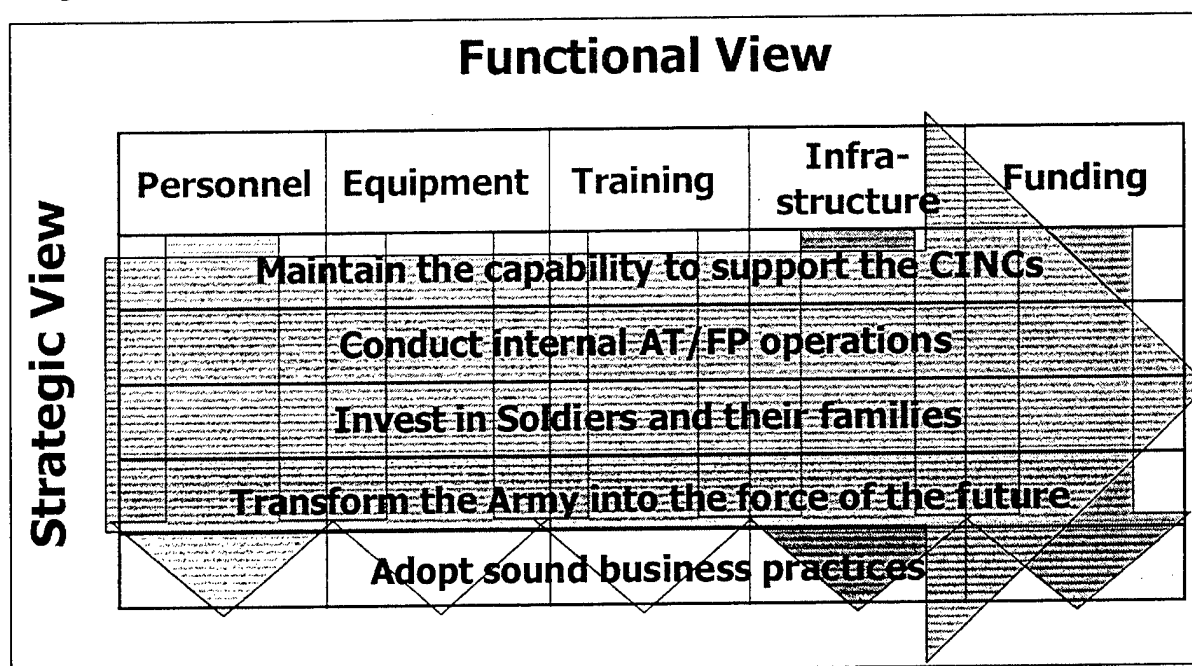 Functional View
Strategic View
Personnel
Equipment
Training
Infra-
structure
Funding
Maintain the capability to support the CINCs
Conduct internal AT/FP operations
Invest in Soldiers and their families
Transform the Army into the force of the future
Adopt sound business practices